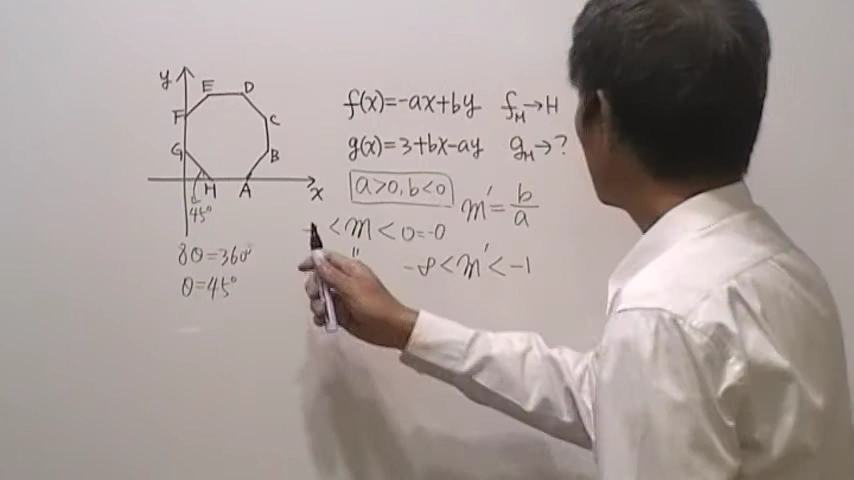 y
E D
F C
G B
H A x
45°
8θ=360°
θ=45°
f(x)=-ax+by f_M→H
g(x)=3+bx-ay g_M→?
a>0, b<0
m'=b/a
<m<0=-0
"
-∞<m'<-1